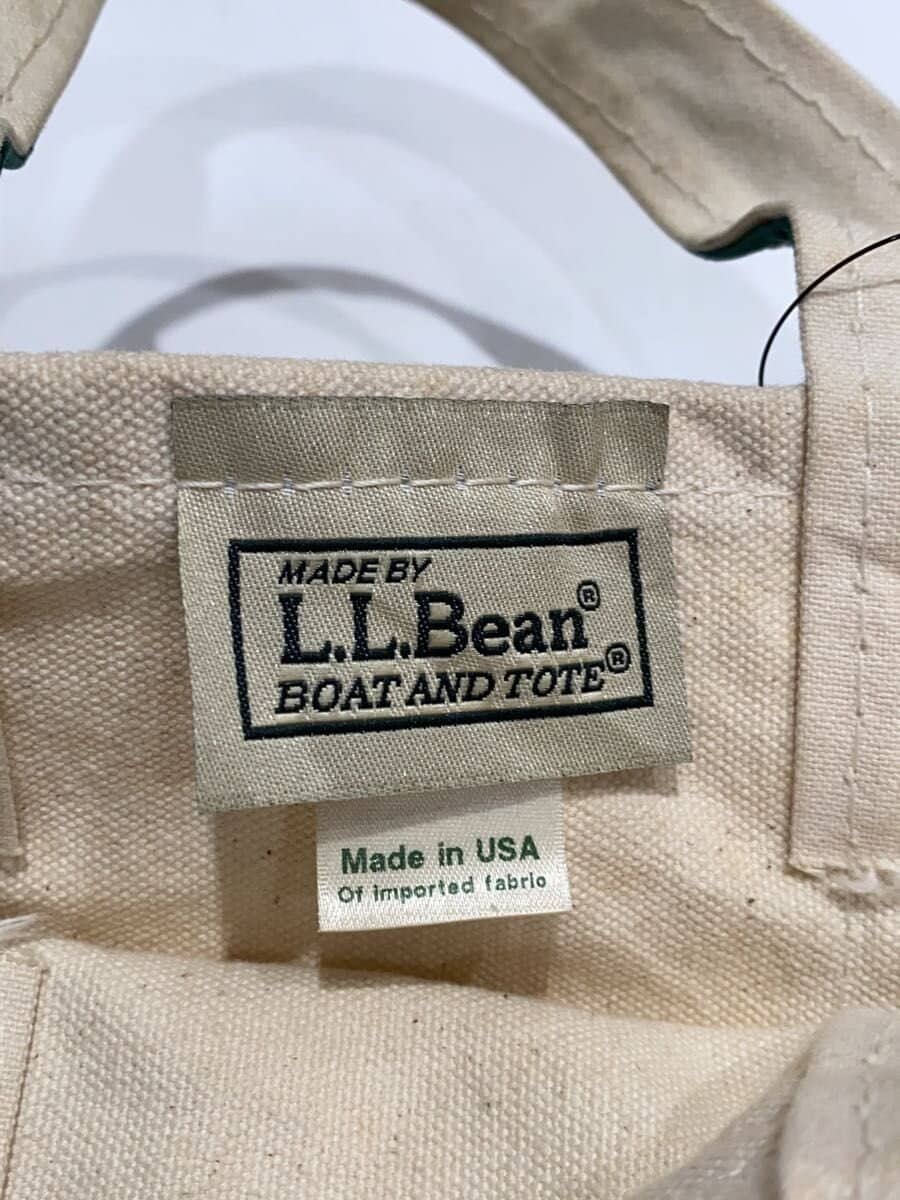 MADE BY
L.L.Bean®
BOAT AND TOTE®
Made in USA
Of imported fabric